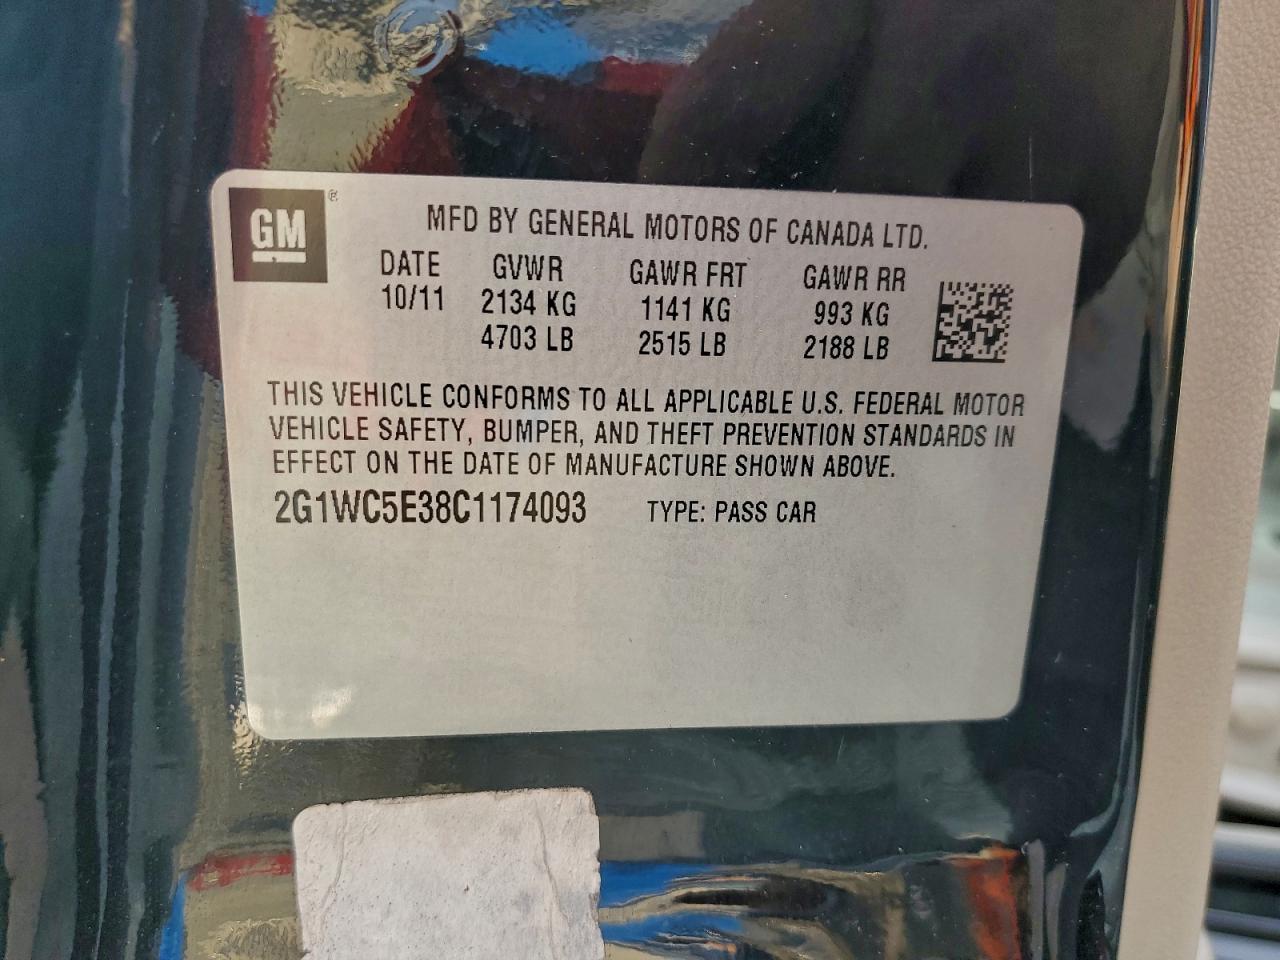 GM ®
MFD BY GENERAL MOTORS OF CANADA LTD.
DATE GVWR GAWR FRT GAWR RR
10/11 2134 KG 1141 KG 993 KG
4703 LB 2515 LB 2188 LB
THIS VEHICLE CONFORMS TO ALL APPLICABLE U.S. FEDERAL MOTOR
VEHICLE SAFETY, BUMPER, AND THEFT PREVENTION STANDARDS IN
EFFECT ON THE DATE OF MANUFACTURE SHOWN ABOVE.
2G1WC5E38C1174093 TYPE: PASS CAR